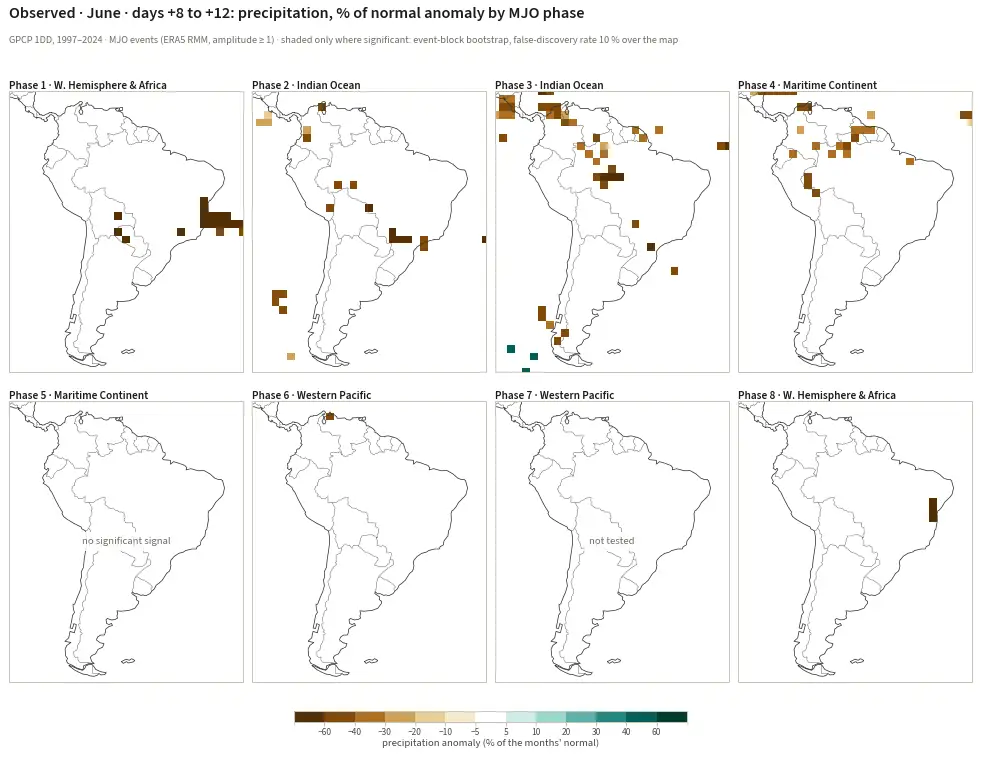 Observed · June · days +8 to +12: precipitation, % of normal anomaly by MJO phase
GPCP 1DD, 1997–2024 · MJO events (ERA5 RMM, amplitude ≥ 1) · shaded only where significant: event-block bootstrap, false-discovery rate 10 % over the map
Phase 1 · W. Hemisphere & Africa
Phase 2 · Indian Ocean
Phase 3 · Indian Ocean
Phase 4 · Maritime Continent
Phase 5 · Maritime Continent
Phase 6 · Western Pacific
Phase 7 · Western Pacific
Phase 8 · W. Hemisphere & Africa
no significant signal
not tested
−60 −40 −30 −20 −10 −5 5 10 20 30 40 60
precipitation anomaly (% of the months' normal)